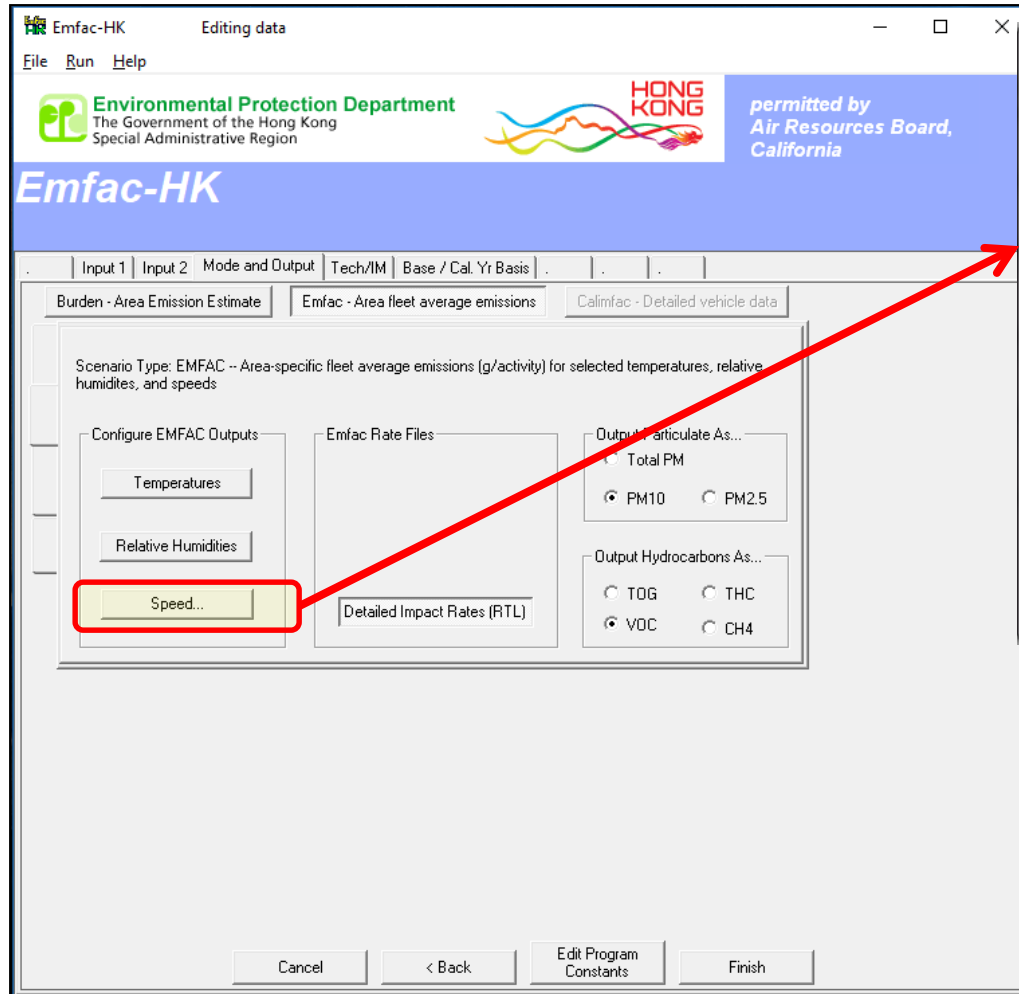 Emfac-HK Editing data
File Run Help
Environmental Protection Department
The Government of the Hong Kong
Special Administrative Region
HONG
KONG
permitted by
Air Resources Board,
California
Emfac-HK
. Input 1 Input 2 Mode and Output Tech/IM Base / Cal. Yr Basis . . .
Burden - Area Emission Estimate Emfac - Area fleet average emissions Calimfac - Detailed vehicle data
Scenario Type: EMFAC -- Area-specific fleet average emissions (g/activity) for selected temperatures, relative
humidites, and speeds
Configure EMFAC Outputs
Temperatures
Relative Humidities
Speed...
Emfac Rate Files
Detailed Impact Rates (RTL)
Output Particulate As...
Total PM
PM10 PM2.5
Output Hydrocarbons As...
TOG THC
VOC CH4
Cancel < Back Edit Program
Constants Finish